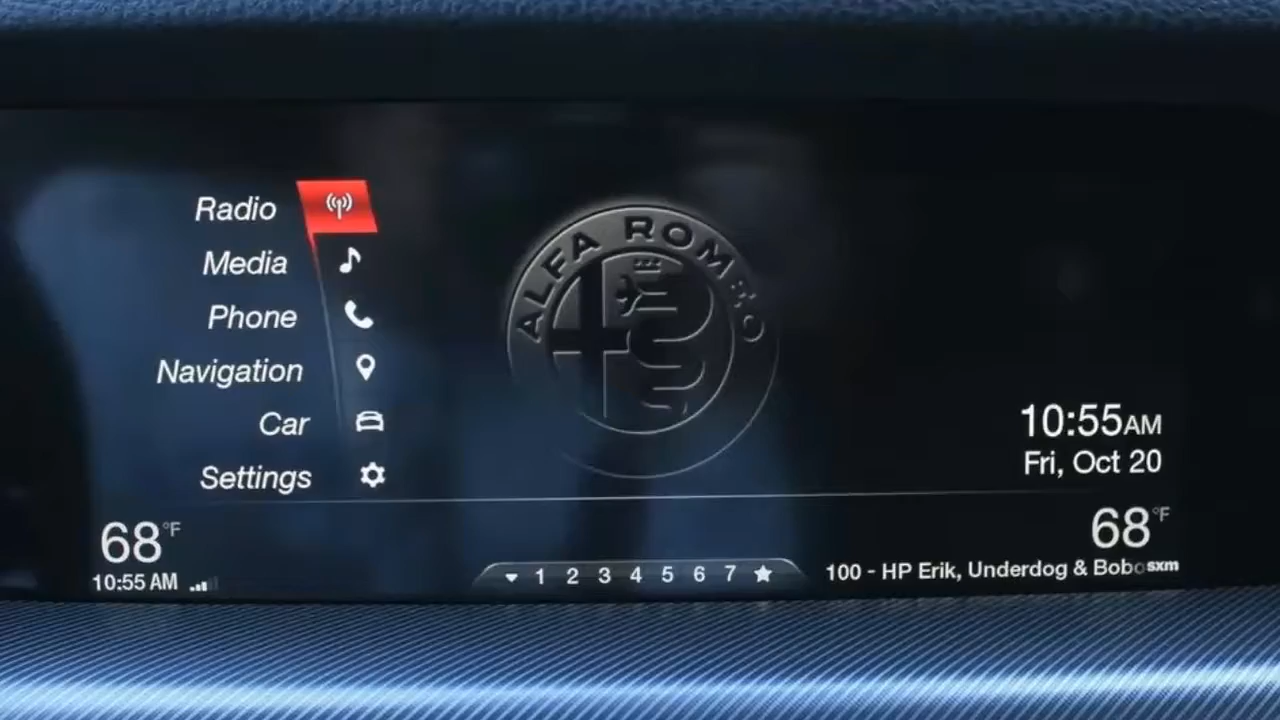 Radio
Media
Phone
Navigation
Car
Settings
ALFA ROMEO
10:55AM
Fri, Oct 20
68°F
10:55 AM
1 2 3 4 5 6 7
68°F
100 - HP Erik, Underdog & Bobo sxm